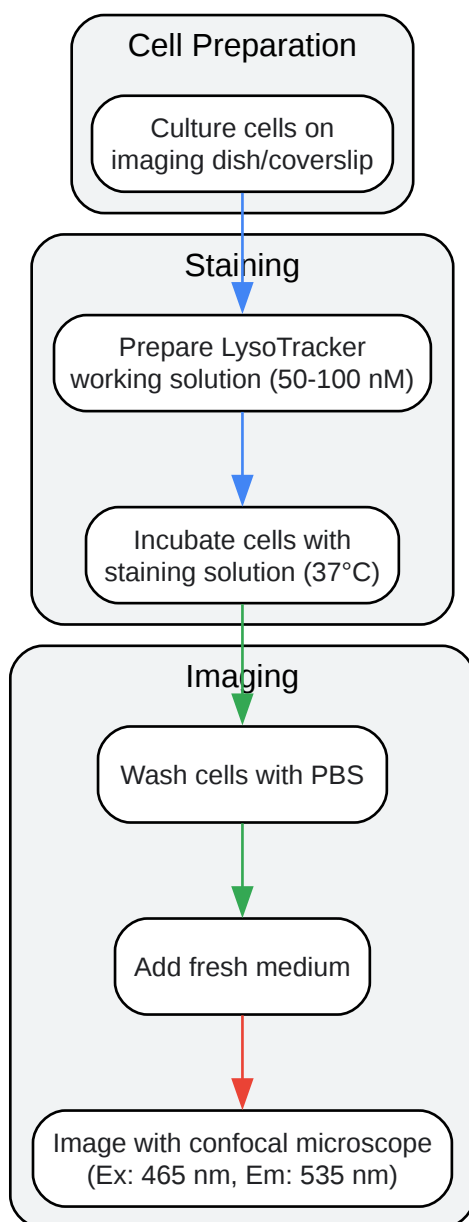 Cell Preparation
Culture cells on
imaging dish/coverslip
Staining
Prepare LysoTracker
working solution (50-100 nM)
Incubate cells with
staining solution (37°C)
Imaging
Wash cells with PBS
Add fresh medium
Image with confocal microscope
(Ex: 465 nm, Em: 535 nm)